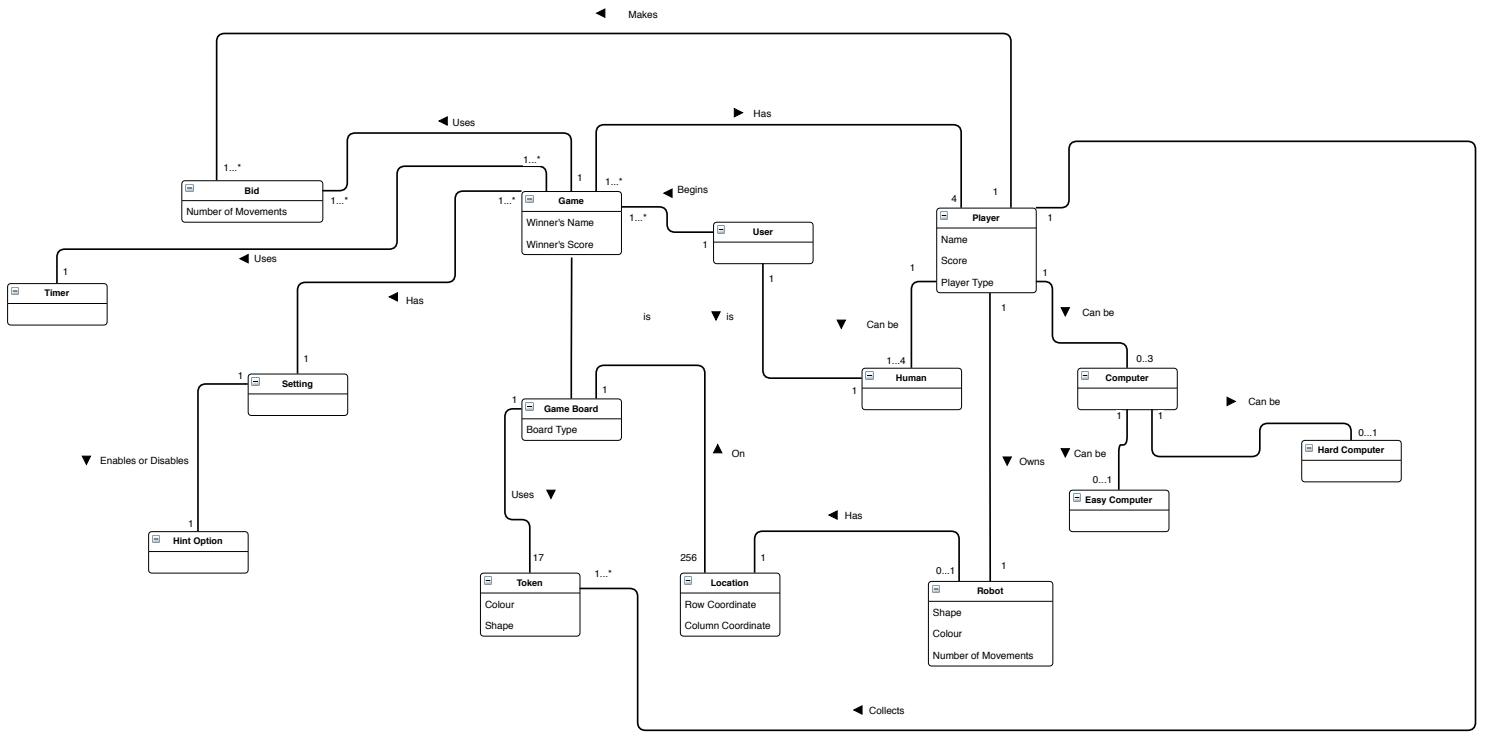 Makes
Uses
Has
1...*
1...*
Bid
Number of Movements
1...*
1
1...*
1...*
Game
Winner's Name
Winner's Score
Begins
1...*
1
User
1
4
1
1
Player
Name
Score
Player Type
Uses
1
Timer
Has
1
is
is
1
Can be
1
1
Can be
1...4
1
Human
0..3
Computer
1
1
Can be
0...1
Hard Computer
1
Setting
1
1
Game Board
Board Type
Enables or Disables
On
Owns
Can be
0...1
Easy Computer
Uses
1
Hint Option
Has
17
1...*
256
1
0...1
1
Token
Colour
Shape
Location
Row Coordinate
Column Coordinate
Robot
Shape
Colour
Number of Movements
Collects